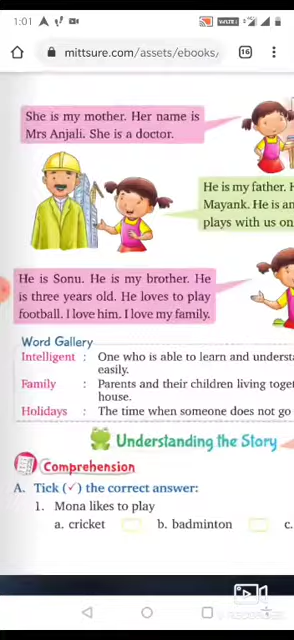 1:01
mittsure.com/assets/ebooks/
16
She is my mother. Her name is
Mrs Anjali. She is a doctor.
He is my father. H
Mayank. He is an
plays with us on
He is Sonu. He is my brother. He
is three years old. He loves to play
football. I love him. I love my family.
Word Gallery
Intelligent : One who is able to learn and understa
easily.
Family : Parents and their children living toge
house.
Holidays : The time when someone does not go
Understanding the Story
Comprehension
A. Tick (✓) the correct answer:
1. Mona likes to play
a. cricket b. badminton c.